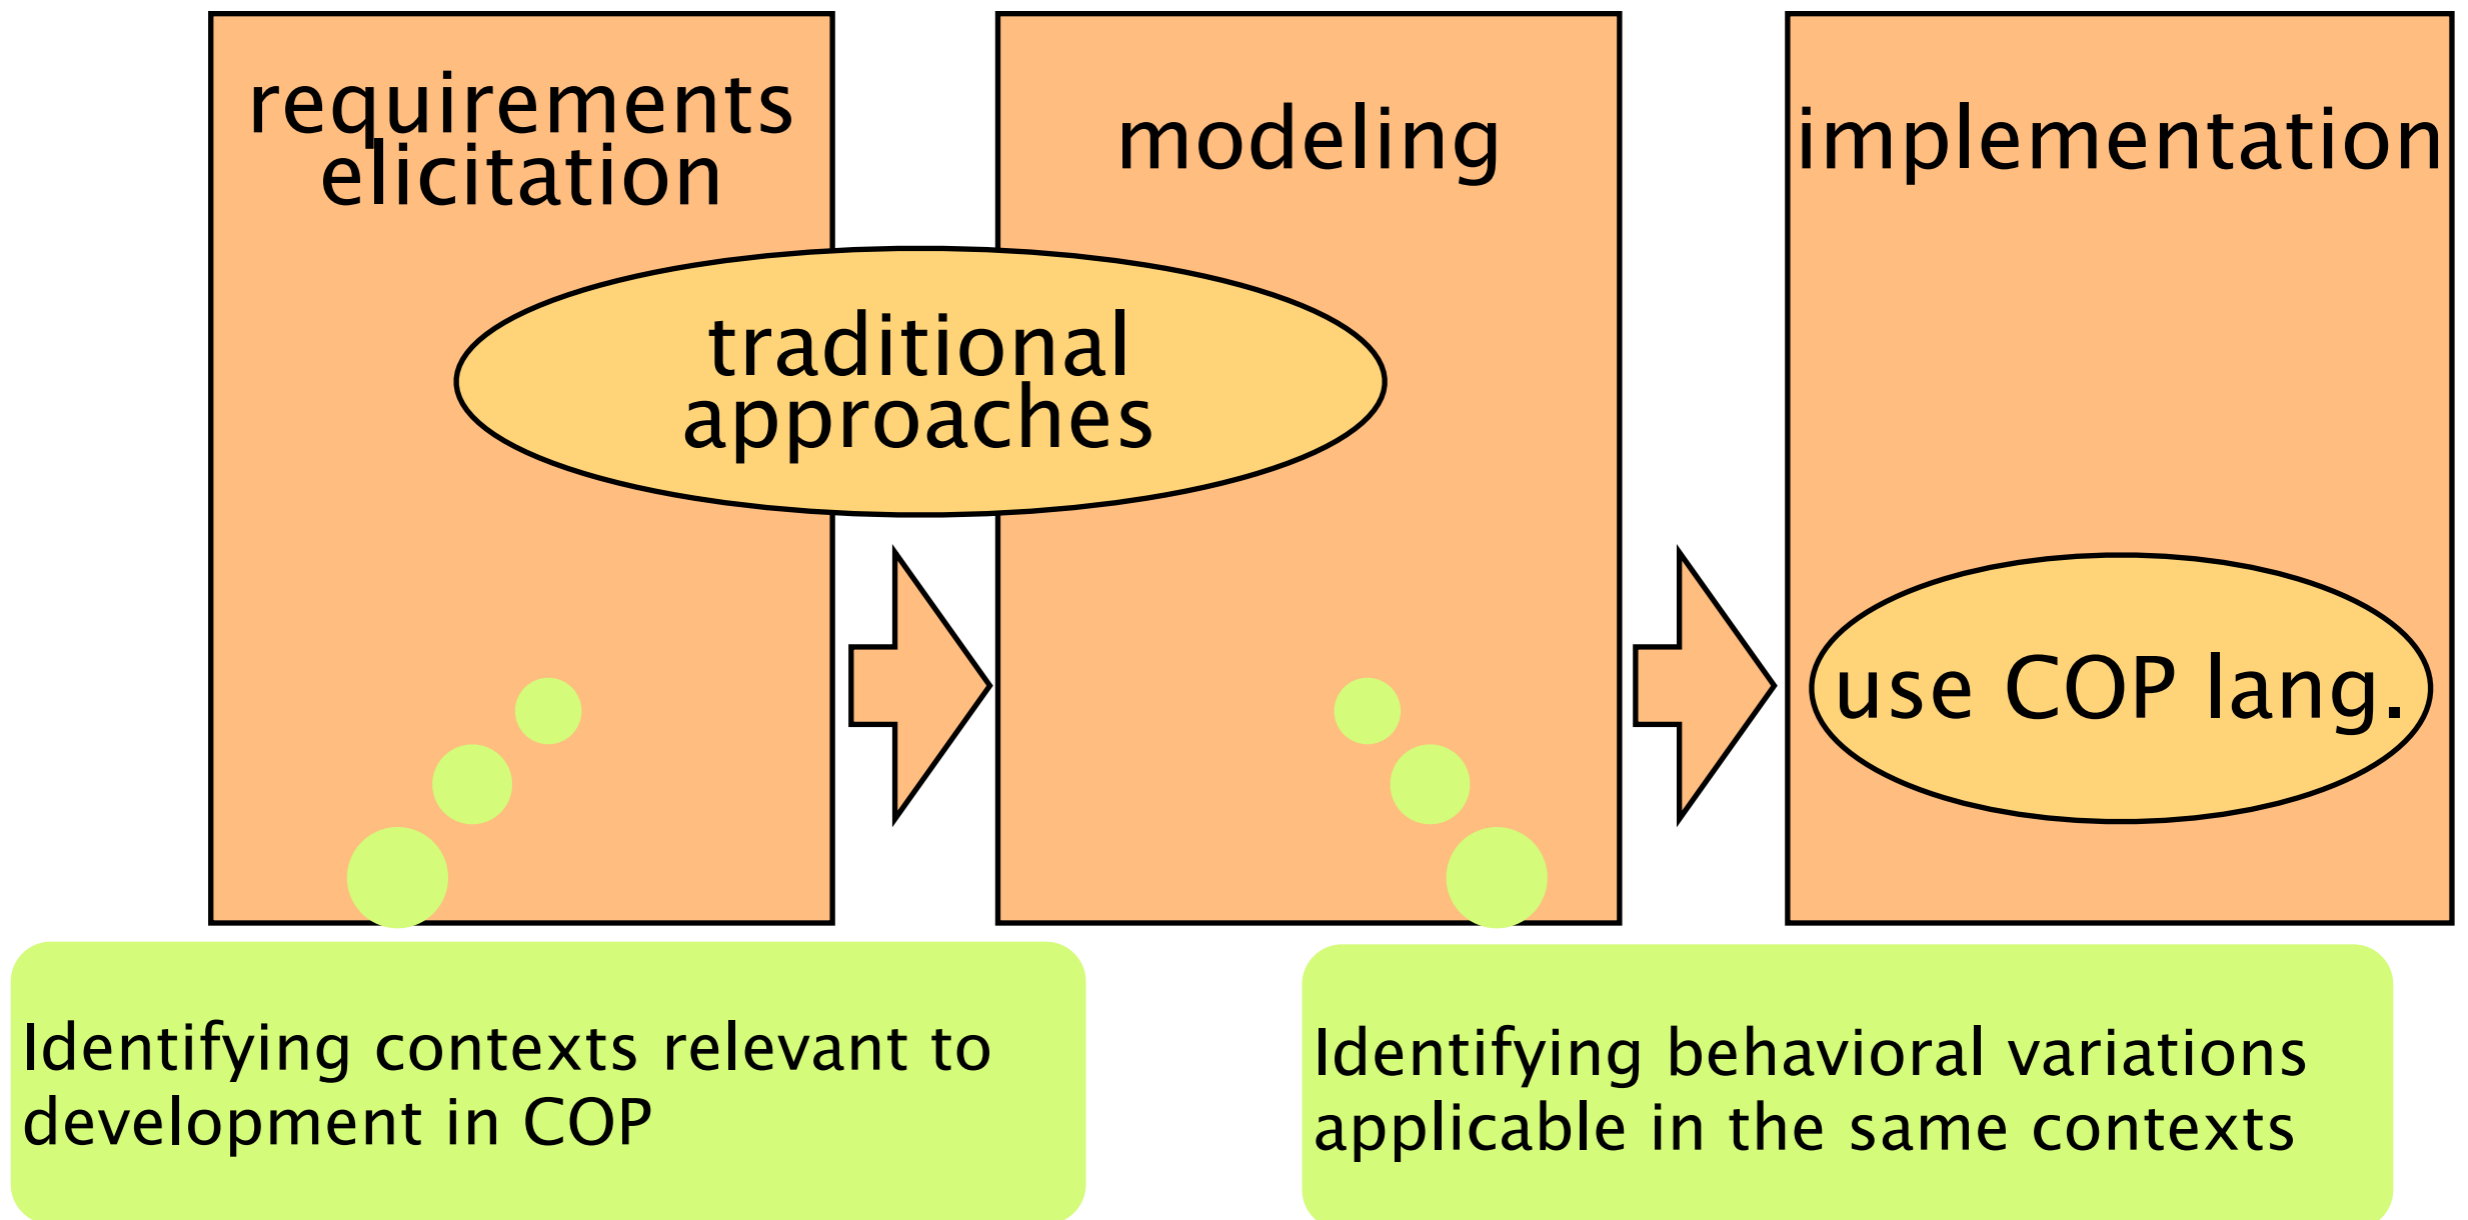 requirements
elicitation
modeling
implementation
traditional
approaches
use COP lang.
Identifying contexts relevant to
development in COP
Identifying behavioral variations
applicable in the same contexts